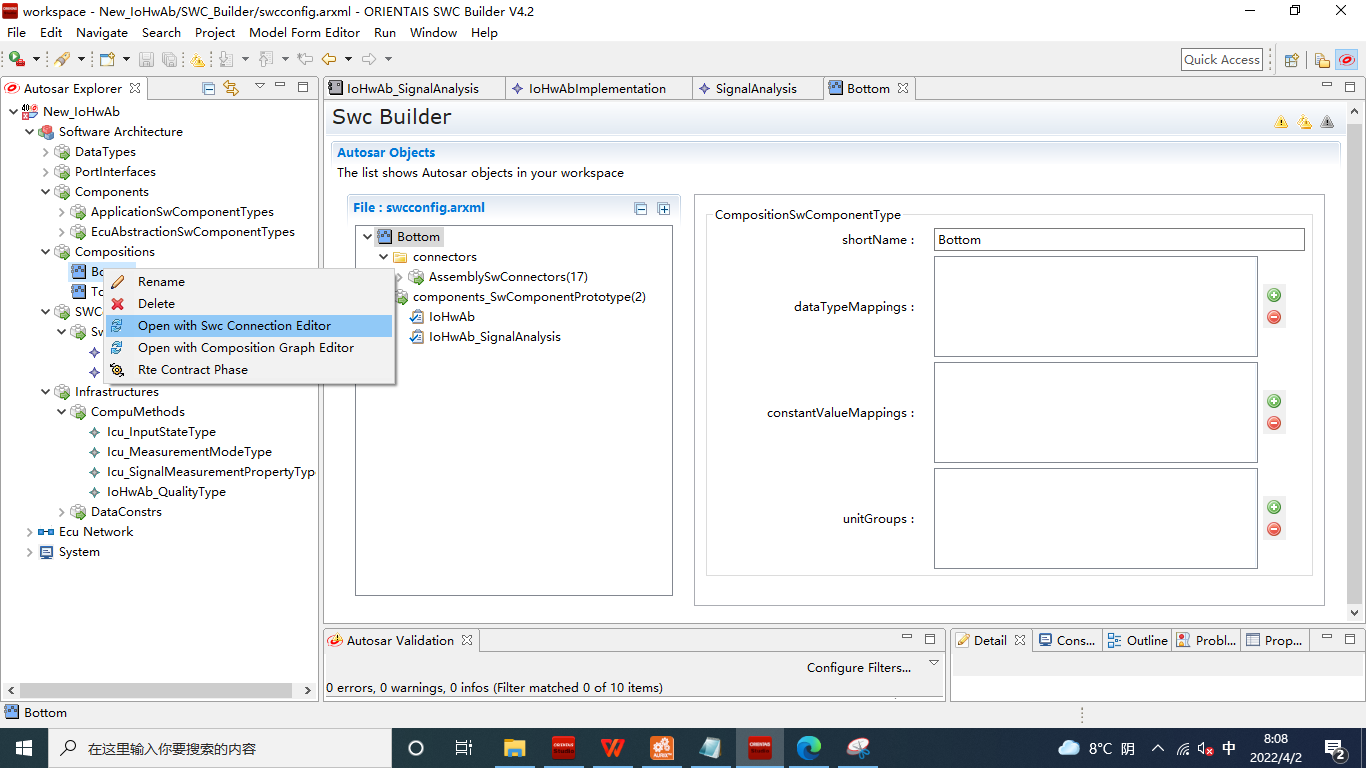 workspace - New_IoHwAb/SWC_Builder/swcconfig.arxml - ORIENTAIS SWC Builder V4.2
File Edit Navigate Search Project Model Form Editor Run Window Help
Quick Access
Autosar Explorer
New_IoHwAb
Software Architecture
DataTypes
PortInterfaces
Components
ApplicationSwComponentTypes
EcuAbstractionSwComponentTypes
Compositions
Bo
To
SWC
Sw
Rename
Delete
Open with Swc Connection Editor
Open with Composition Graph Editor
Rte Contract Phase
Infrastructures
CompuMethods
Icu_InputStateType
Icu_MeasurementModeType
Icu_SignalMeasurementPropertyTyp
IoHwAb_QualityType
DataConstrs
Ecu Network
System
IoHwAb_SignalAnalysis
IoHwAbImplementation
SignalAnalysis
Bottom
Swc Builder
Autosar Objects
The list shows Autosar objects in your workspace
File : swcconfig.arxml
Bottom
connectors
AssemblySwConnectors(17)
components_SwComponentPrototype(2)
IoHwAb
IoHwAb_SignalAnalysis
CompositionSwComponentType
shortName :
Bottom
dataTypeMappings :
constantValueMappings :
unitGroups :
Autosar Validation
Configure Filters...
0 errors, 0 warnings, 0 infos (Filter matched 0 of 10 items)
Detail
Cons...
Outline
Probl...
Prop...
Bottom
在这里输入你要搜索的内容
8°C 阴
中
8:08
2022/4/2
2